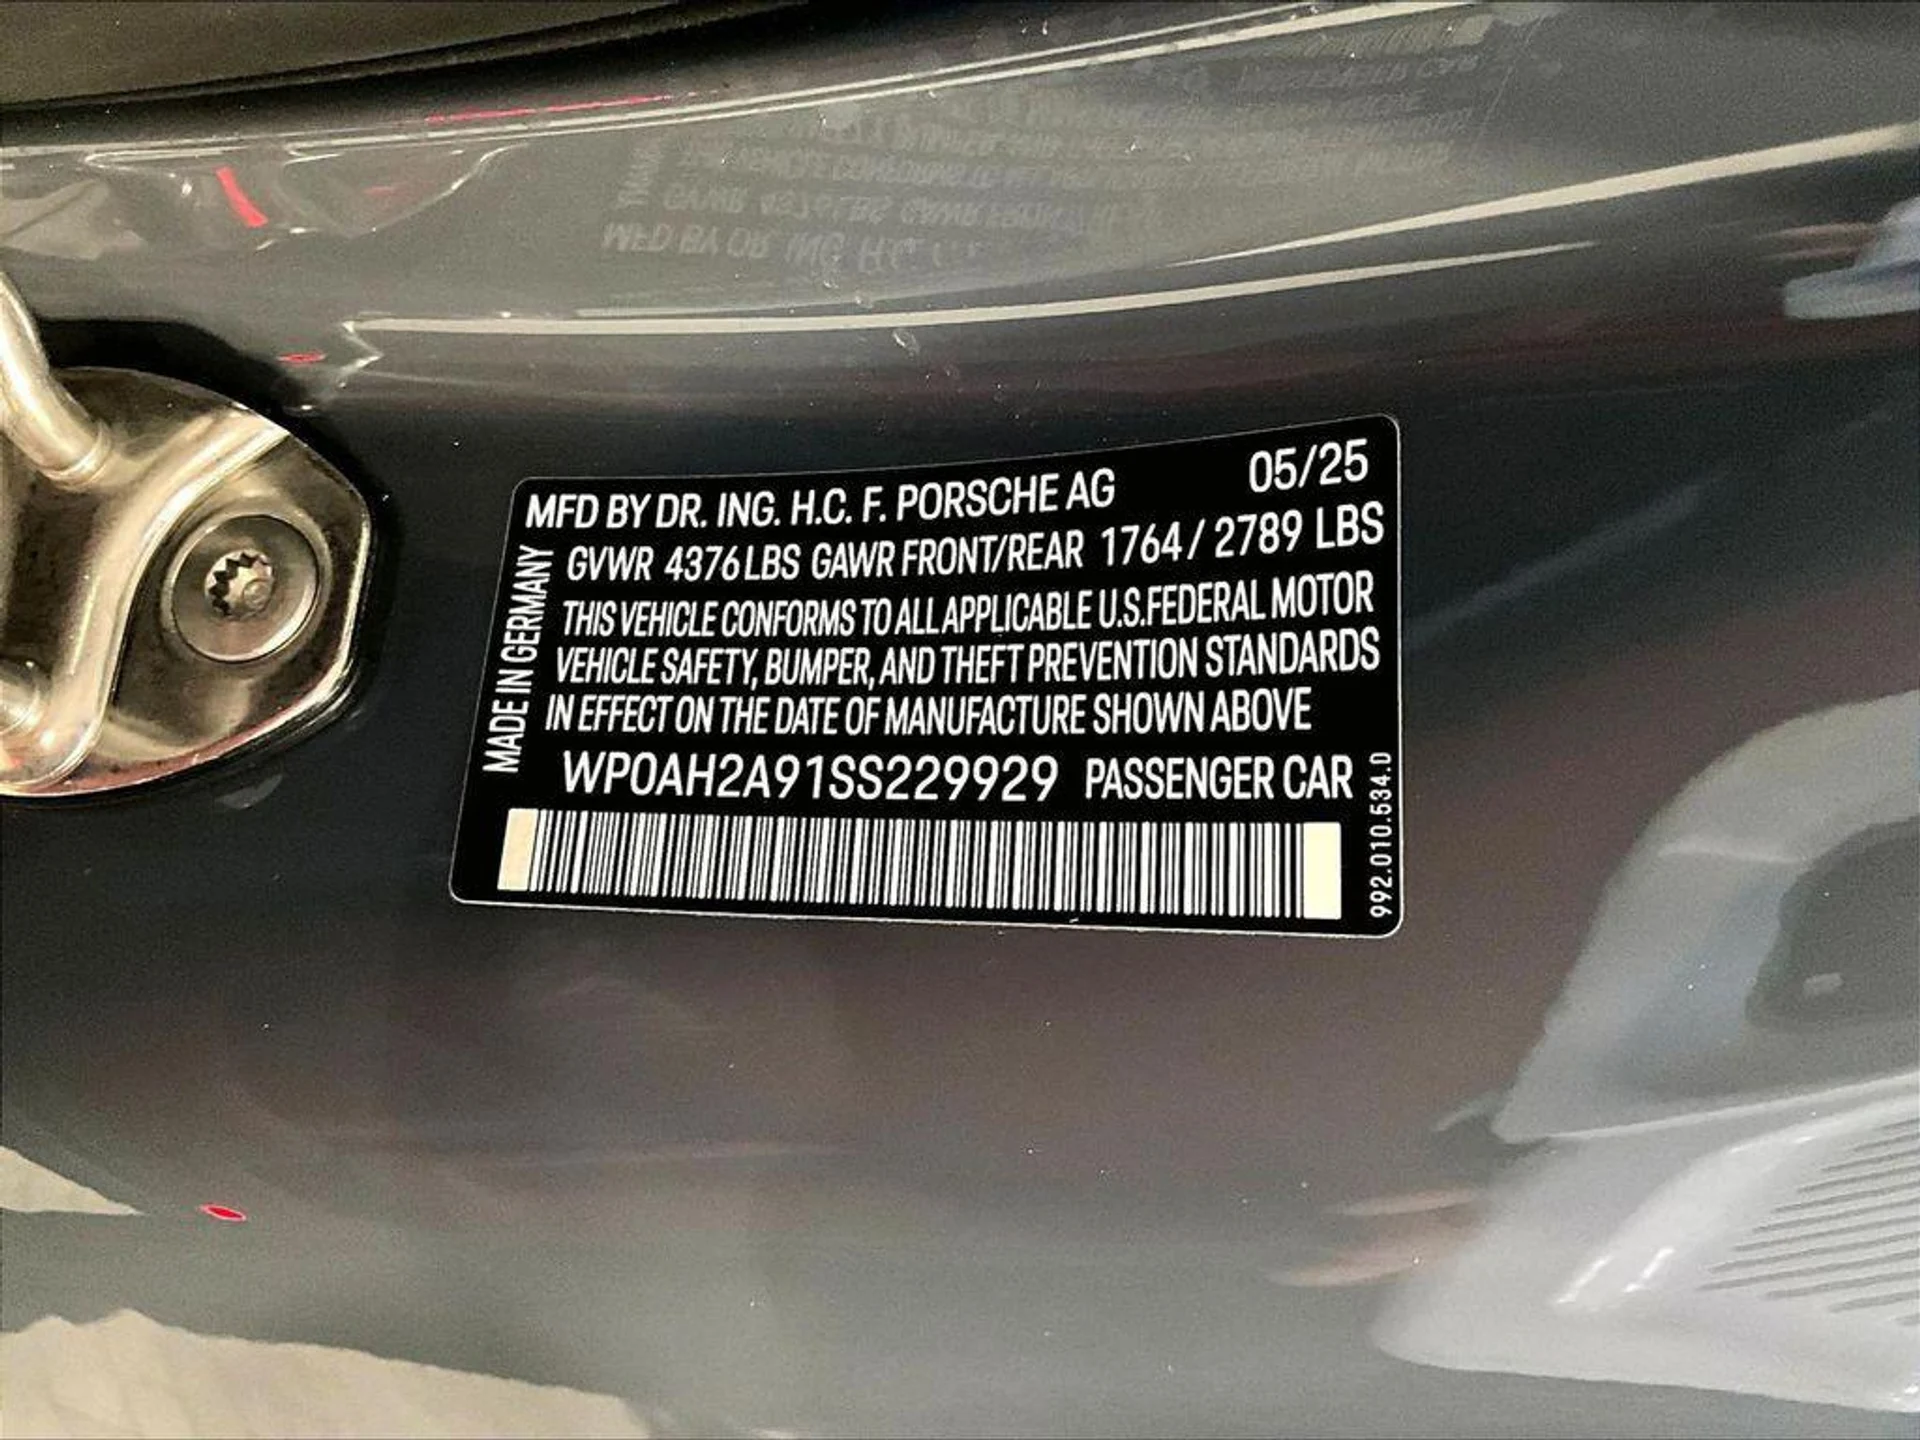 MFD BY DR. ING. H.C. F. PORSCHE AG 05/25
GVWR 4376 LBS GAWR FRONT/REAR 1764 / 2789 LBS
THIS VEHICLE CONFORMS TO ALL APPLICABLE U.S.FEDERAL MOTOR
VEHICLE SAFETY, BUMPER, AND THEFT PREVENTION STANDARDS
IN EFFECT ON THE DATE OF MANUFACTURE SHOWN ABOVE
WP0AH2A91SS229929 PASSENGER CAR
MADE IN GERMANY
992.010.534.0